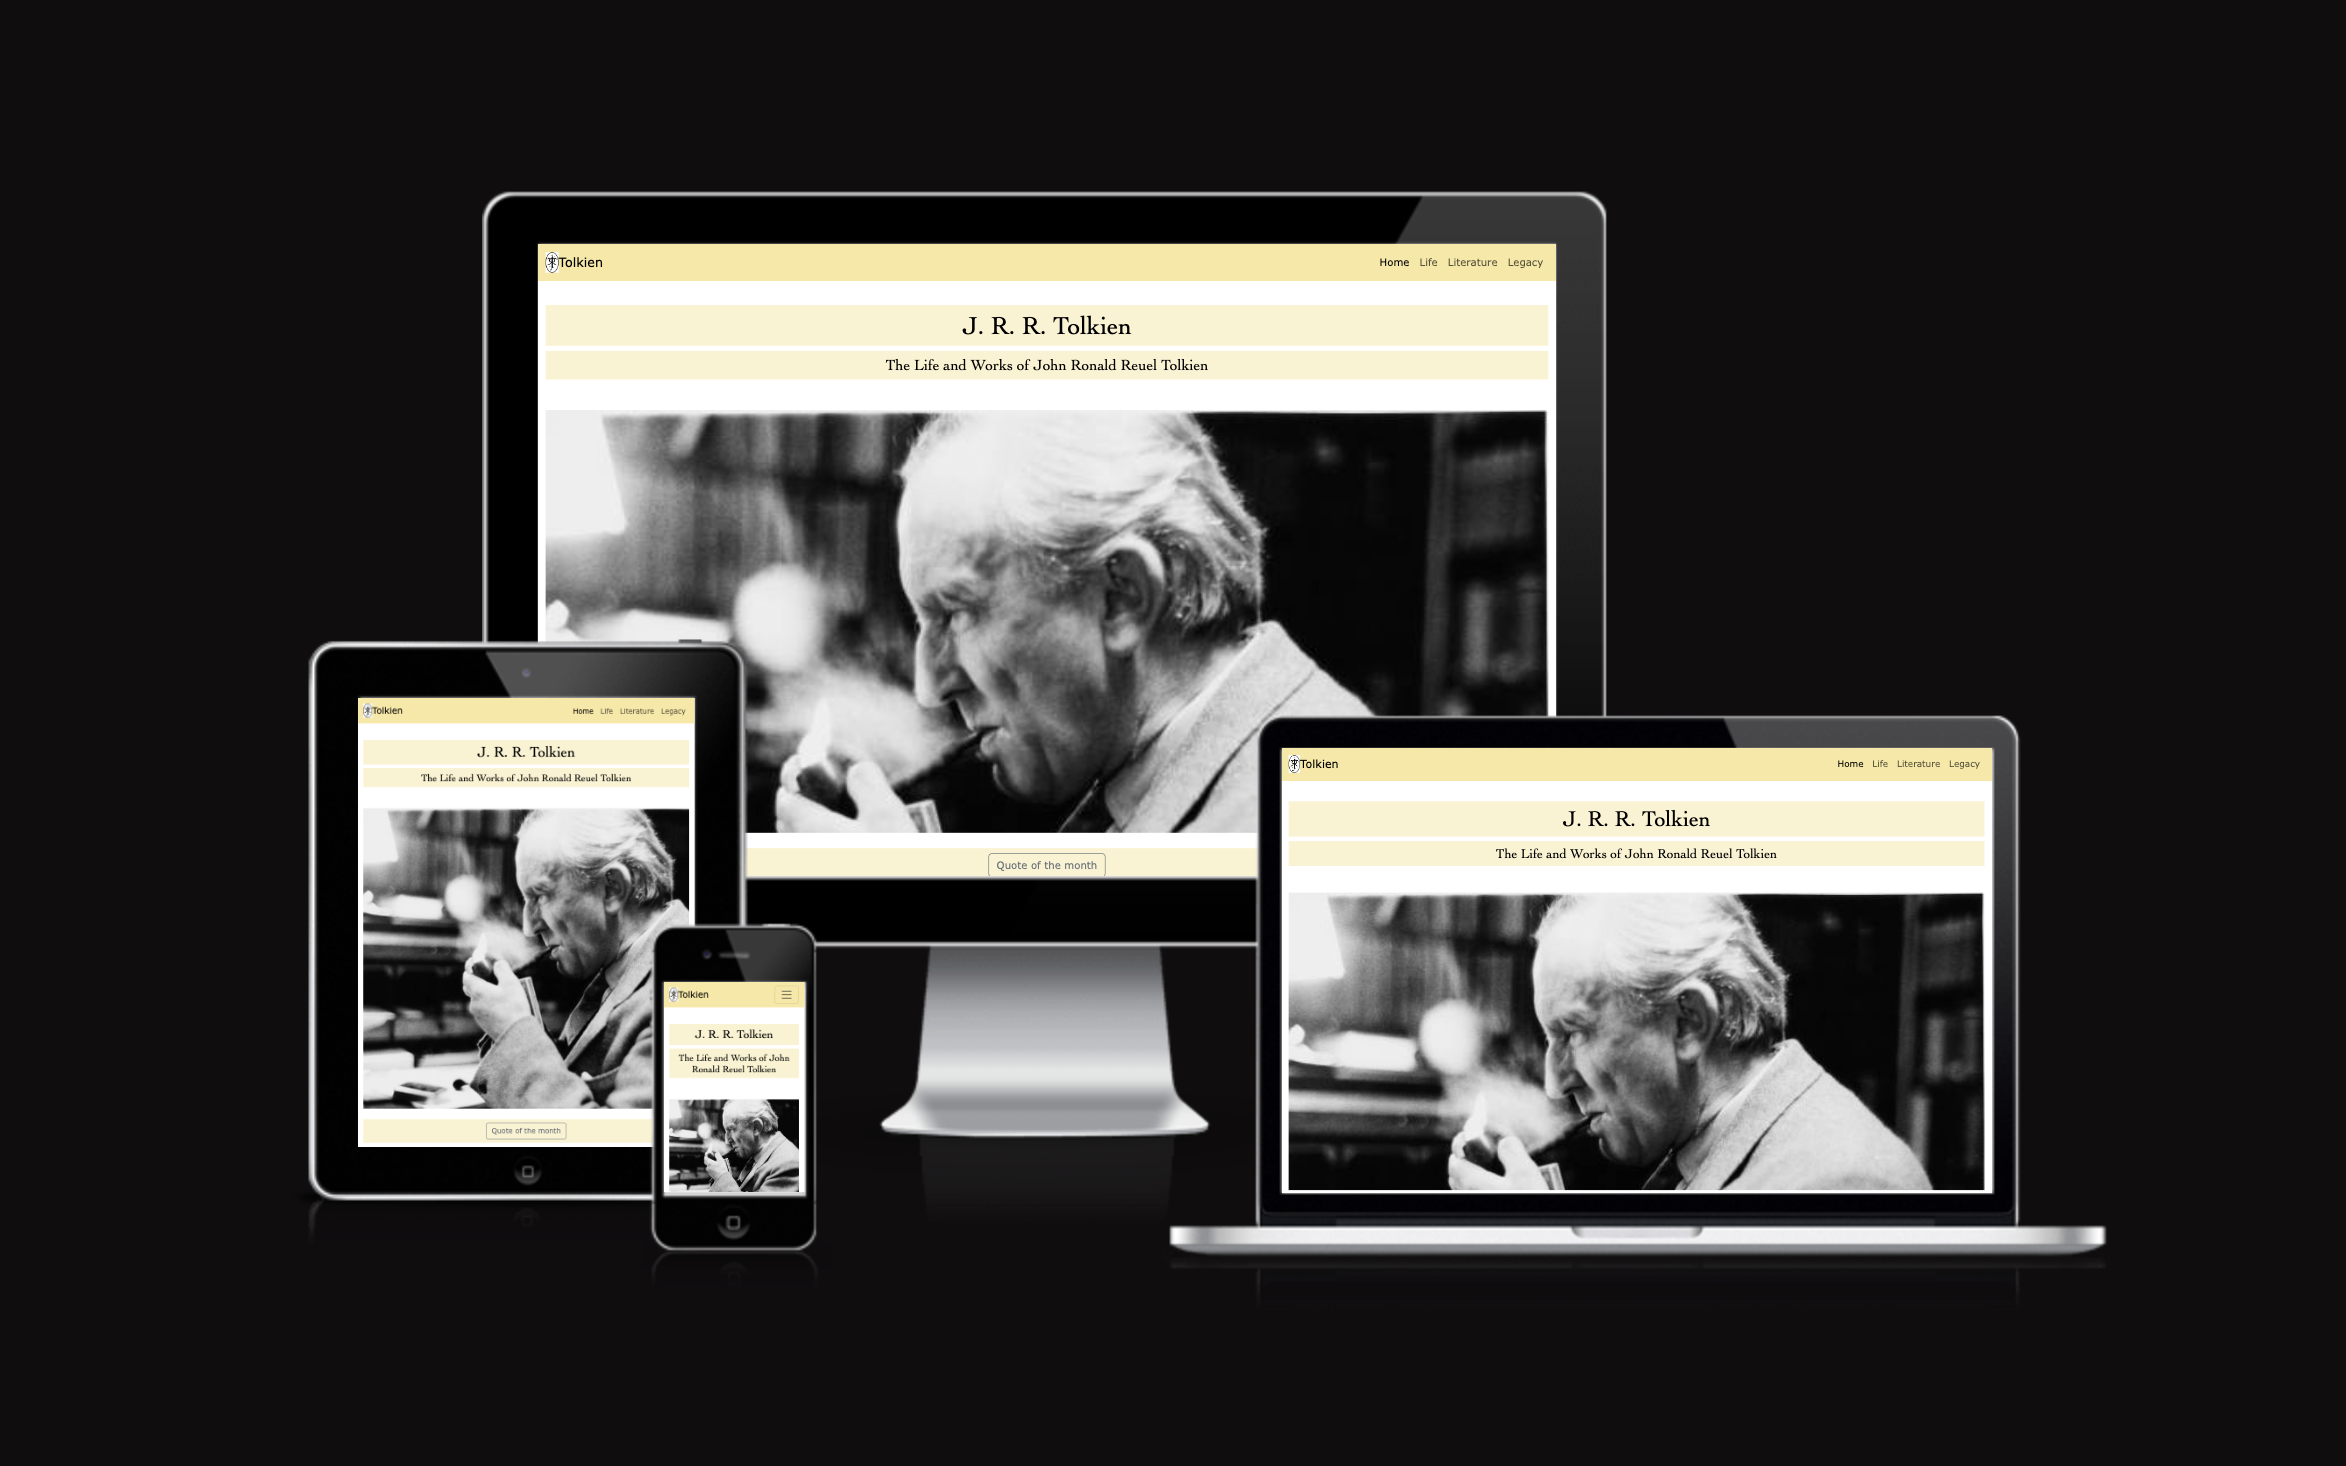 Tolkien
Home Life Literature Legacy
J. R. R. Tolkien
The Life and Works of John Ronald Reuel Tolkien
Quote of the month
Tolkien
Home Life Literature Legacy
J. R. R. Tolkien
The Life and Works of John Ronald Reuel Tolkien
Quote of the month
Tolkien
J. R. R. Tolkien
The Life and Works of John
Ronald Reuel Tolkien
Tolkien
Home Life Literature Legacy
J. R. R. Tolkien
The Life and Works of John Ronald Reuel Tolkien